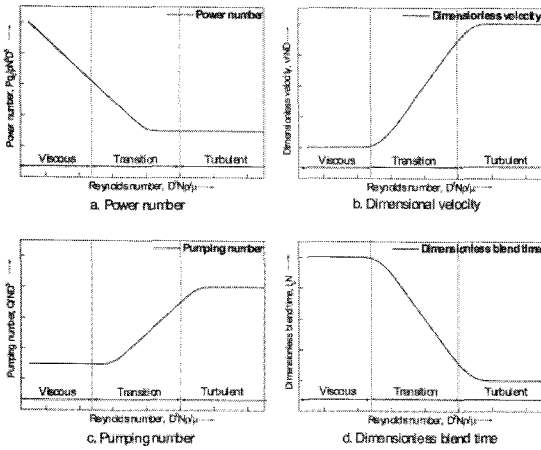 Power number
Power number, Pg꜀/ρN³D⁵
Viscous Transition Turbulent
Reynolds number, D²Nρ/μ
a. Power number
Dimensionless velocity
Dimensionless velocity, v/ND
Viscous Transition Turbulent
Reynolds number, D²Nρ/μ
b. Dimensional velocity
Pumping number
Pumping number, Q/ND³
Viscous Transition Turbulent
Reynolds number, D²Nρ/μ
c. Pumping number
Dimensionless blend time
Dimensionless blend time, tᵦN
Viscous Transition Turbulent
Reynolds number, D²Nρ/μ
d. Dimensionless blend time